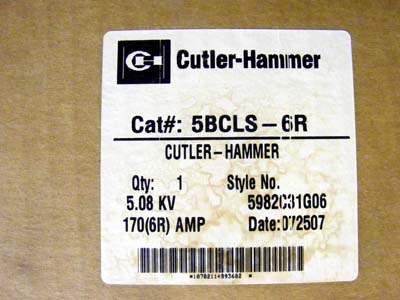 Cutler-Hammer
Cat#: 5BCLS-6R
CUTLER-HAMMER
Qty: 1 Style No.
5.08 KV 5982C31G06
170(6R) AMP Date: 072507